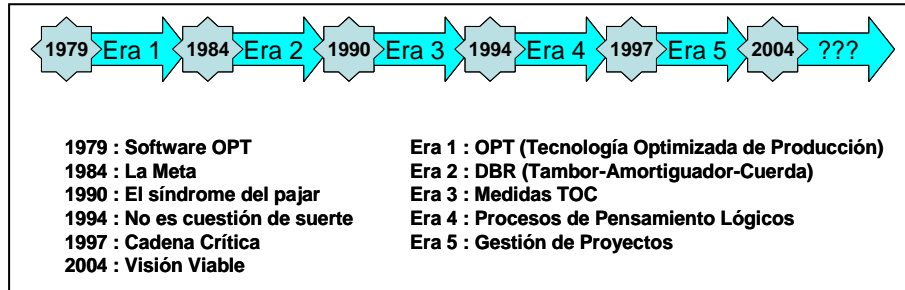 1979 Era 1 1984 Era 2 1990 Era 3 1994 Era 4 1997 Era 5 2004 ???
1979 : Software OPT
1984 : La Meta
1990 : El síndrome del pajar
1994 : No es cuestión de suerte
1997 : Cadena Crítica
2004 : Visión Viable
Era 1 : OPT (Tecnología Optimizada de Producción)
Era 2 : DBR (Tambor-Amortiguador-Cuerda)
Era 3 : Medidas TOC
Era 4 : Procesos de Pensamiento Lógicos
Era 5 : Gestión de Proyectos